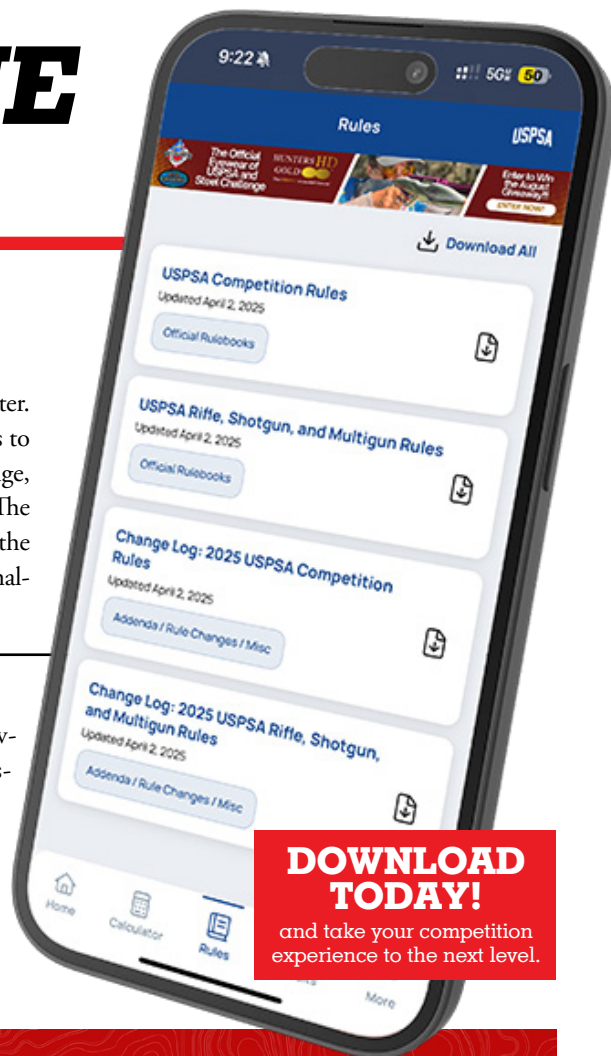 9:22
5G
50
Rules
USPSA
The Official
Eyewear of
USPSA and
Steel Challenge
HUNTERS HD
GOLD
Enter to Win
the August
Giveaway!!
ENTER NOW!
Download All
USPSA Competition Rules
Updated April 2, 2025
Official Rulebooks
USPSA Rifle, Shotgun, and Multigun Rules
Updated April 2, 2025
Official Rulebooks
Change Log: 2025 USPSA Competition
Rules
Updated April 2, 2025
Addenda / Rule Changes / Misc
Change Log: 2025 USPSA Rifle, Shotgun,
and Multigun Rules
Updated April 2, 2025
Addenda / Rule Changes / Misc
Home
Calculator
Rules
More
DOWNLOAD
TODAY!
and take your competition
experience to the next level.
ter.
s to
ge,
The
the
nal-
v-
s-